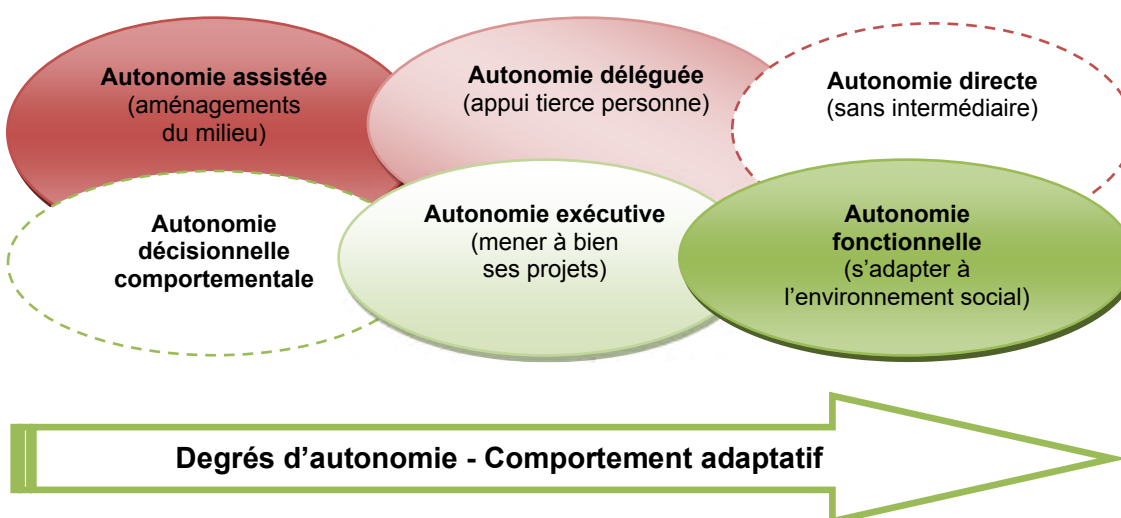 Autonomie assistée
(aménagements
du milieu)
Autonomie déléguée
(appui tierce personne)
Autonomie directe
(sans intermédiaire)
Autonomie
décisionnelle
comportementale
Autonomie exécutive
(mener à bien
ses projets)
Autonomie
fonctionnelle
(s’adapter à
l’environnement social)
Degrés d’autonomie - Comportement adaptatif